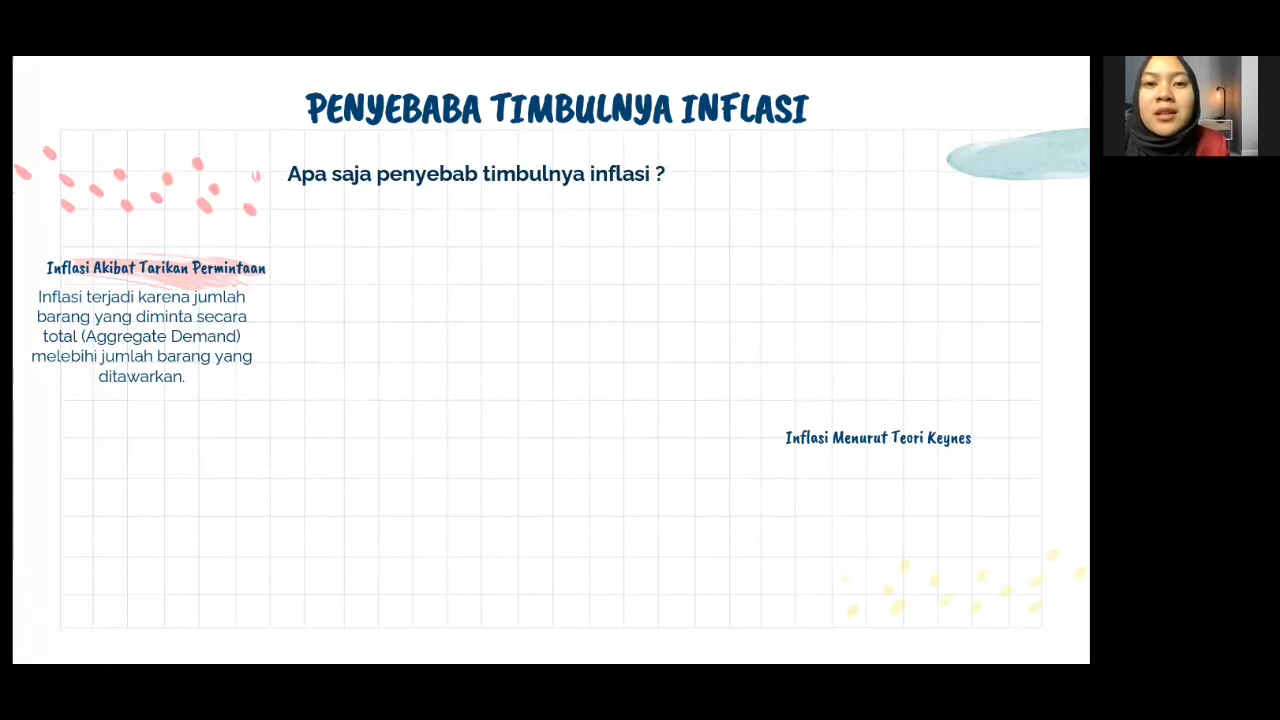 PENYEBABA TIMBULNYA INFLASI
Apa saja penyebab timbulnya inflasi ?
Inflasi Akibat Tarikan Permintaan
Inflasi terjadi karena jumlah
barang yang diminta secara
total (Aggregate Demand)
melebihi jumlah barang yang
ditawarkan.
Inflasi Menurut Teori Keynes